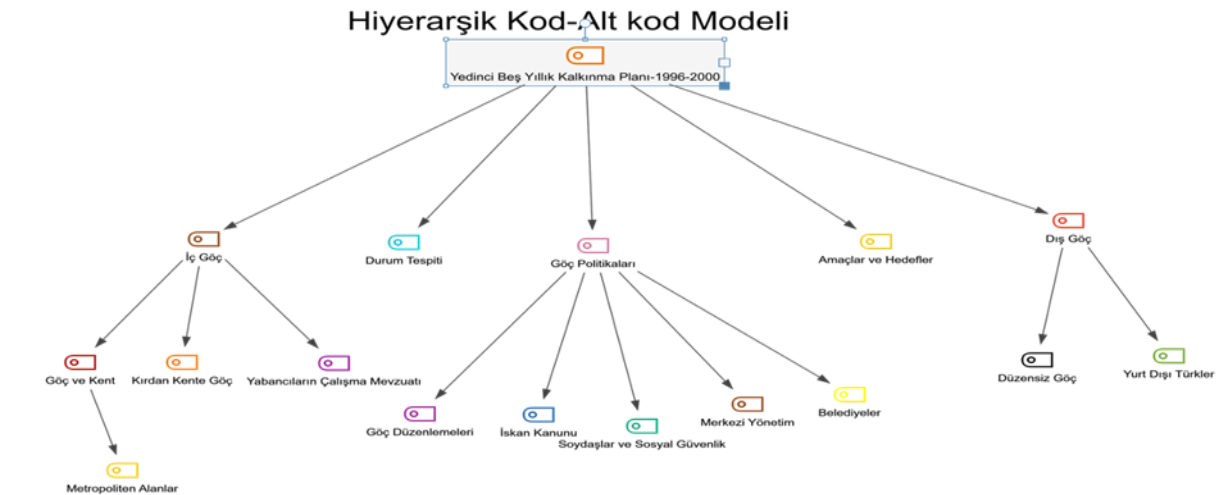 Hiyerarşik Kod-Alt kod Modeli
Yedinci Beş Yıllık Kalkınma Planı-1996-2000
İç Göç
Durum Tespiti
Göç Politikaları
Amaçlar ve Hedefler
Dış Göç
Göç ve Kent
Kırdan Kente Göç
Yabancıların Çalışma Mevzuatı
Göç Düzenlemeleri
İskan Kanunu
Soydaşlar ve Sosyal Güvenlik
Merkezi Yönetim
Belediyeler
Düzensiz Göç
Yurt Dışı Türkler
Metropoliten Alanlar